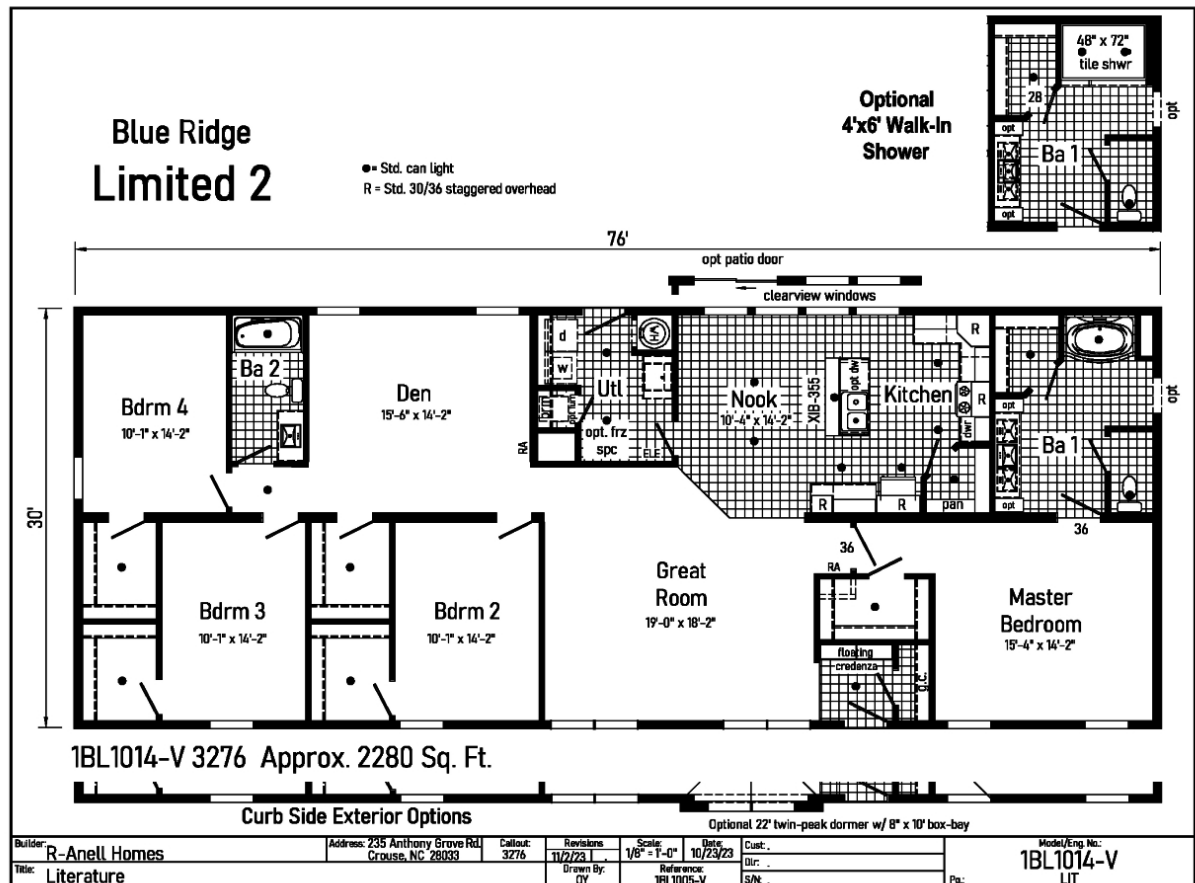 48" x 72"
tile shwr
28
opt
opt
Ba 1
opt
Optional
4'x6' Walk-In
Shower
Blue Ridge
Limited 2
= Std. can light
R = Std. 30/36 staggered overhead
76'
opt patio door
clearview windows
30'
Bdrm 4
10'-1" x 14'-2"
Ba 2
Den
15'-6" x 14'-2"
RA
d
w
WH
Utl
brm
opt. frz
spc
ELE
Nook
10'-4" x 14'-2"
XIB-355
opt dw
Kitchen
R
R
dwr
R
R
pan
opt
opt
Ba 1
opt
36
Bdrm 3
10'-1" x 14'-2"
Bdrm 2
10'-1" x 14'-2"
Great
Room
19'-0" x 18'-2"
36
RA
floating
credenza
g.c.
Master
Bedroom
15'-4" x 14'-2"
1BL1014-V 3276 Approx. 2280 Sq. Ft.
Curb Side Exterior Options
Optional 22' twin-peak dormer w/ 8" x 10' box-bay
Builder: R-Anell Homes
Title: Literature
Address: 235 Anthony Grove Rd.
Crouse, NC 28033
Callout:
3276
Revisions
11/2/23
Scale:
1/8" = 1'-0"
Date:
10/23/23
Drawn By:
OY
Reference:
1BL1005-V
Cust: .
Dlr: .
S/N: .
Pg.:
Model/Eng. No.:
1BL1014-V
LIT